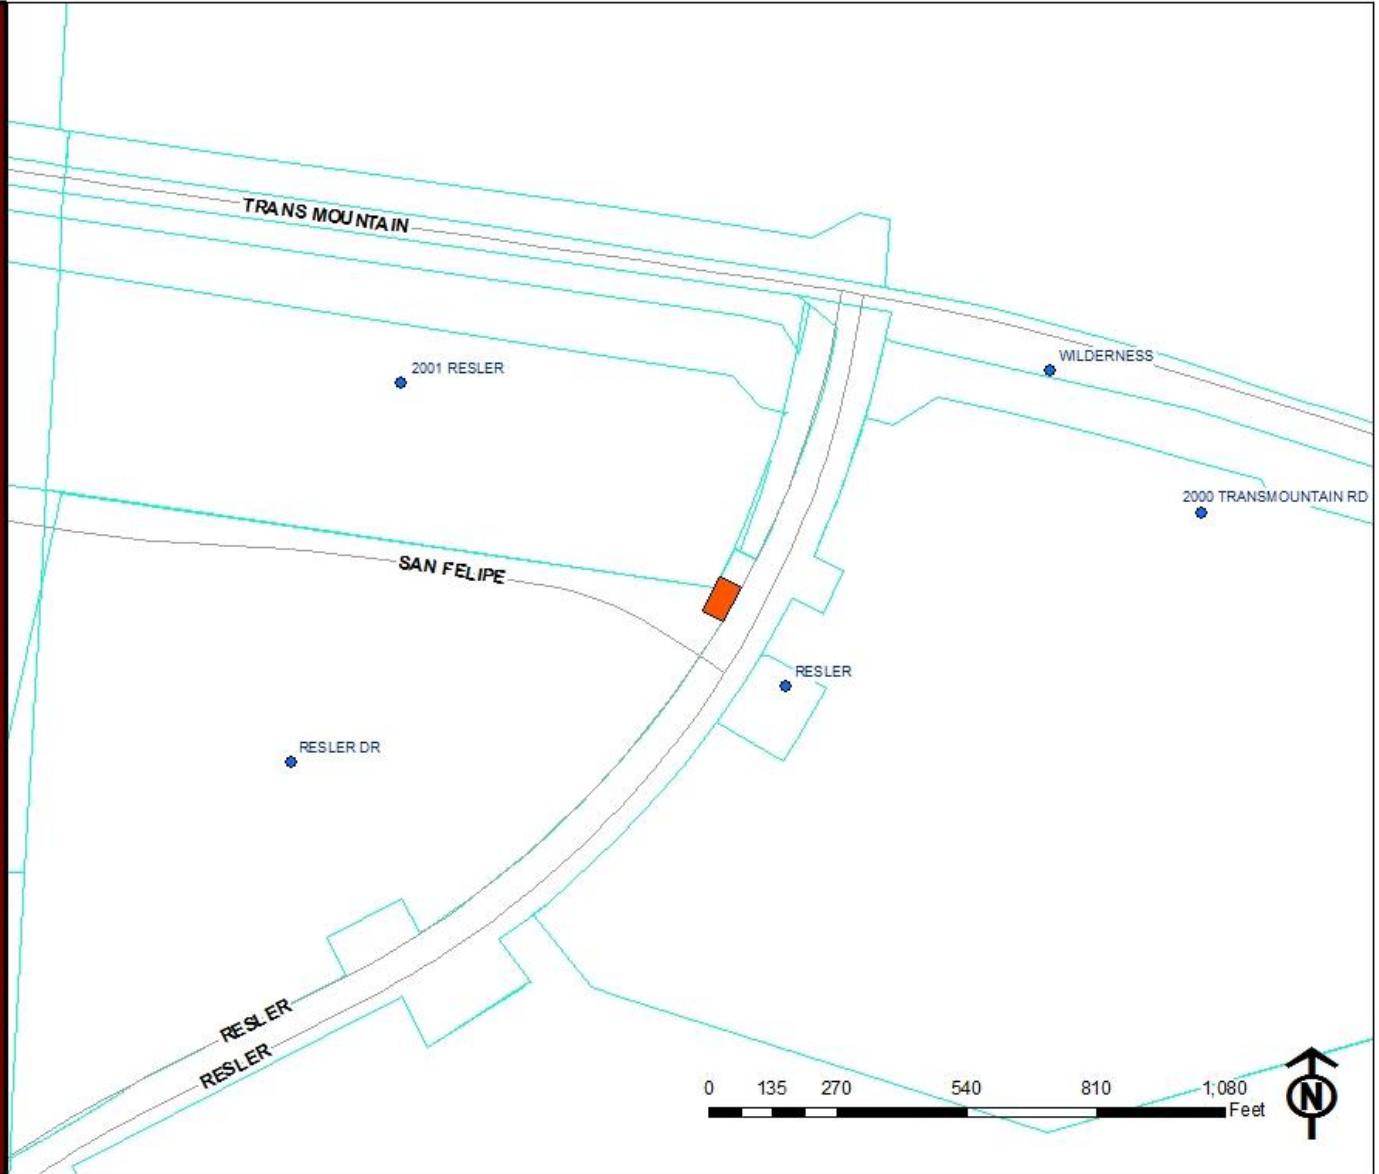 TRANS MOUNTAIN
WILDERNESS
2001 RESLER
2000 TRANSMOUNTAIN RD
SAN FELIPE
RESLER
RESLER DR
RESLER
RESLER
0 135 270 540 810 1,080
Feet
N